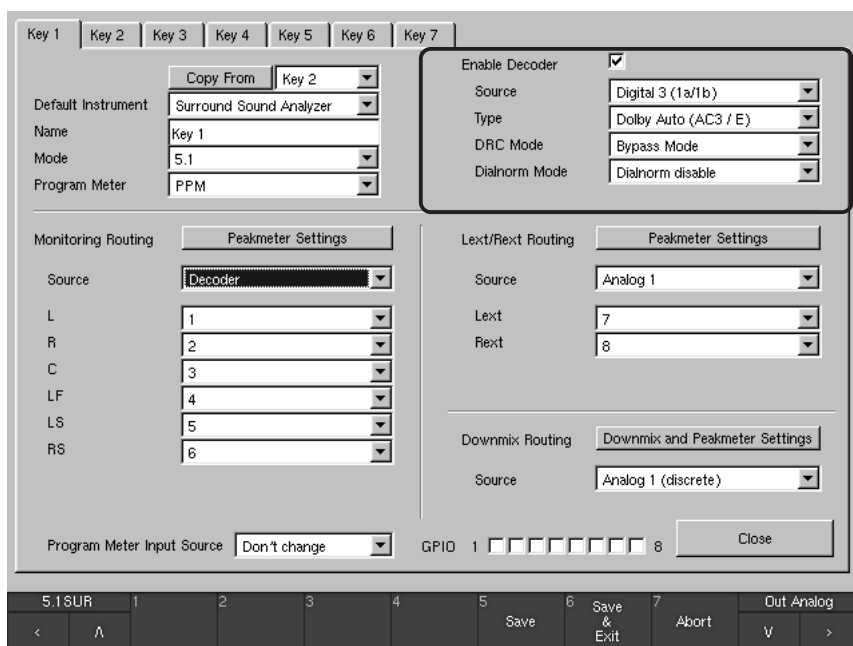 Key 1 Key 2 Key 3 Key 4 Key 5 Key 6 Key 7
Copy From Key 2
Default Instrument Surround Sound Analyzer
Name Key 1
Mode 5.1
Program Meter PPM
Enable Decoder
Source Digital 3 (1a/1b)
Type Dolby Auto (AC3 / E)
DRC Mode Bypass Mode
Dialnorm Mode Dialnorm disable
Monitoring Routing Peakmeter Settings
Source Decoder
L 1
R 2
C 3
LF 4
LS 5
RS 6
Lext/Rext Routing Peakmeter Settings
Source Analog 1
Lext 7
Rext 8
Downmix Routing Downmix and Peakmeter Settings
Source Analog 1 (discrete)
Program Meter Input Source Don't change
GPIO 1 8
Close
5.1SUR 1 2 3 4 5 Save 6 Save & Exit 7 Abort Out Analog
< Λ V >